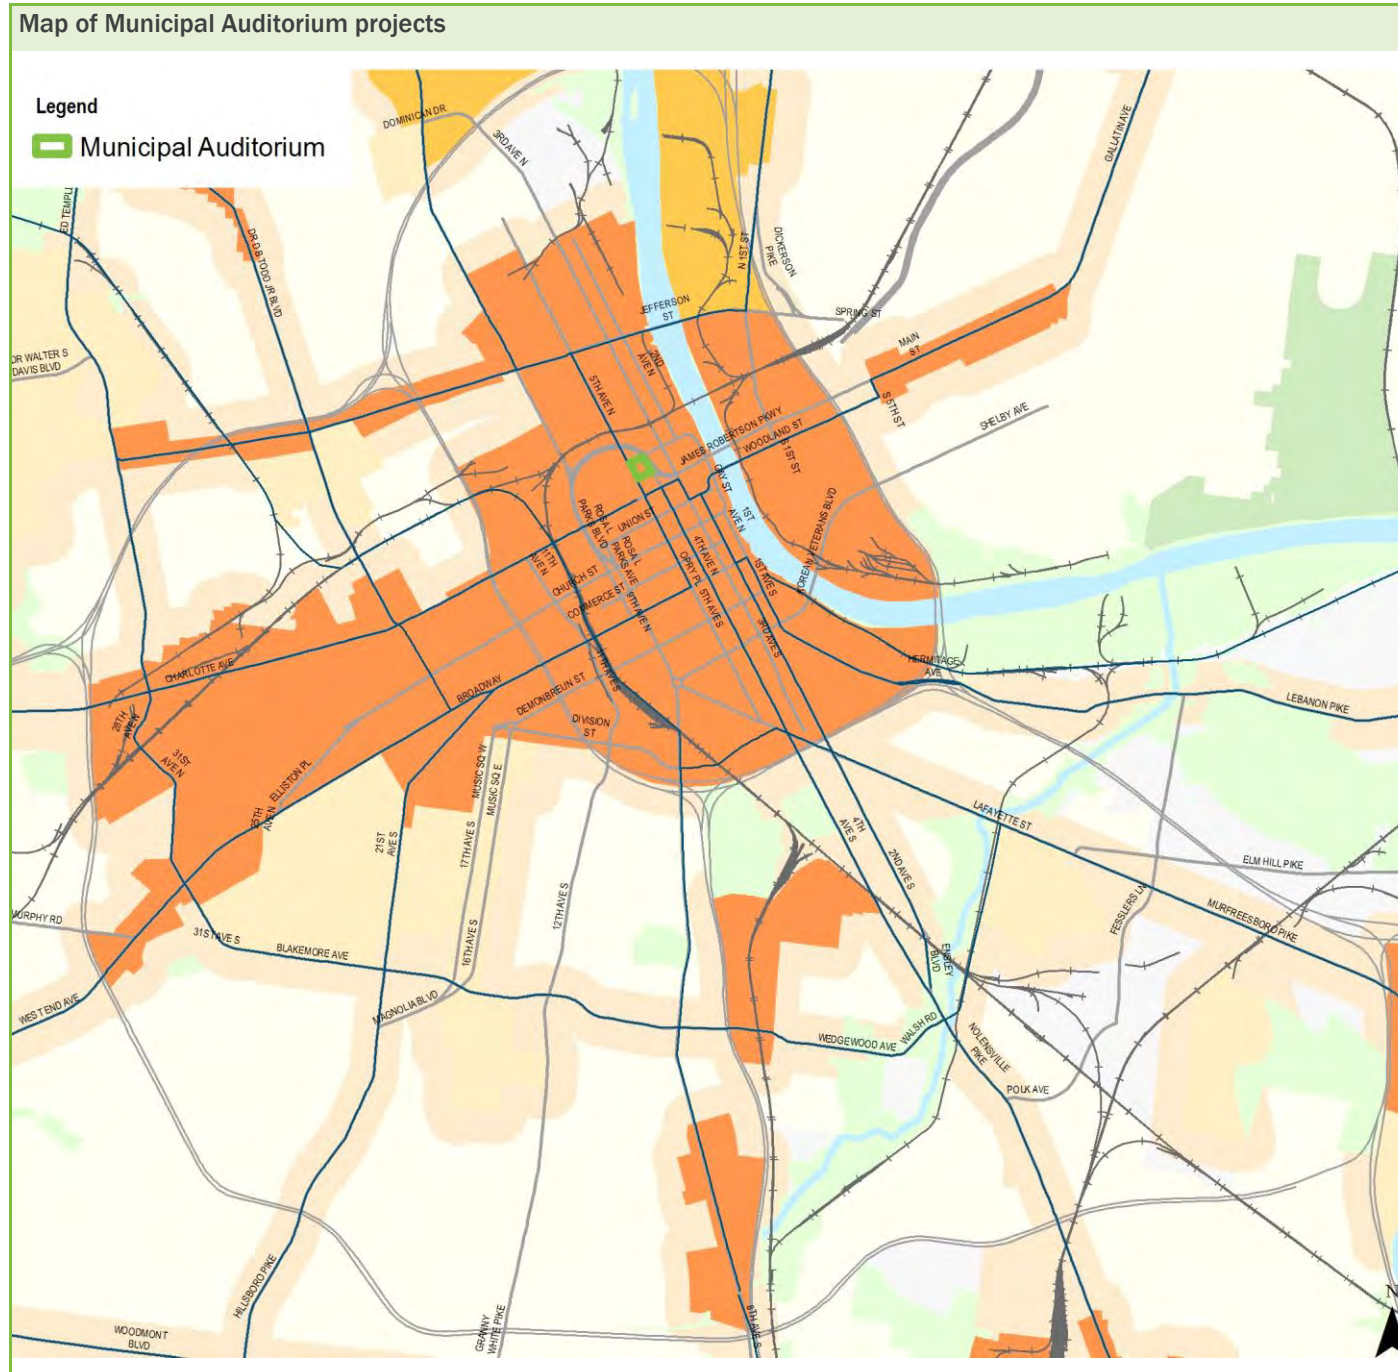 Map of Municipal Auditorium projects
Legend
Municipal Auditorium
DOMINICAN DR
3RD AVE N
GALLATIN AVE
ED TEMPL
DR D B TODD JR BLVD
N 1ST ST
DICKERSON
PIKE
JEFFERSON
ST
SPRING ST
MAIN
ST
DR WALTER S
DAVIS BLVD
2ND
AVE N
5TH AVE N
S 5TH ST
SHELBY AVE
JAMES ROBERTSON PKWY
WOODLAND ST
S 1ST ST
GAY ST
1ST
AVE N
ROSA L
PARKS BLVD
UNION ST
ROSA L
PARKS AVE
11TH
AVE N
4TH AVE N
KOREAN VETERANS BLVD
CHURCH ST
COMMERCE ST
OPRY PL
5TH AVE S
1ST AVE S
9TH AVE N
3RD AVE S
11TH AVE S
CHARLOTTE AVE
BROADWAY
DEMONBREUN ST
DIVISION
ST
HERMITAGE
AVE
LEBANON PIKE
28TH
AVE N
31ST
AVE N
ELLISTON PL
25TH
AVE N
MUSIC SQ W
MUSIC SQ E
21ST
AVE S
17TH AVE S
4TH
AVE S
2ND AVE S
LAFAYETTE ST
ELM HILL PIKE
FESSLERS LN
MURFREESBORO PIKE
MURPHY RD
31ST AVE S
BLAKEMORE AVE
16TH AVE S
12TH AVE S
ENSLEY
BLVD
WEST END AVE
MAGNOLIA BLVD
WEDGEWOOD AVE
WALSH RD
NOLENSVILLE
PIKE
POLK AVE
HILLSBORO PIKE
WOODMONT
BLVD
GRANNY
WHITE PIKE
8TH AVE S
N